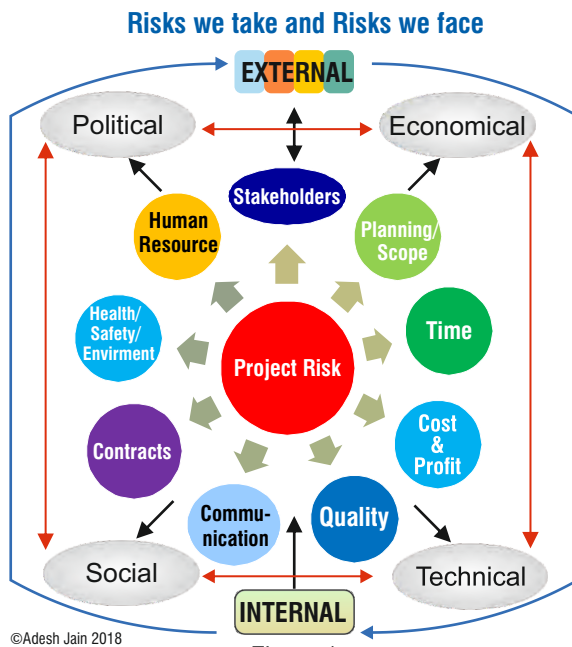 Risks we take and Risks we face
EXTERNAL
Political
Economical
Stakeholders
Human
Resource
Planning/
Scope
Health/
Safety/
Envirment
Time
Project Risk
Contracts
Cost
&
Profit
Commu-
nication
Quality
Social
Technical
INTERNAL
©Adesh Jain 2018